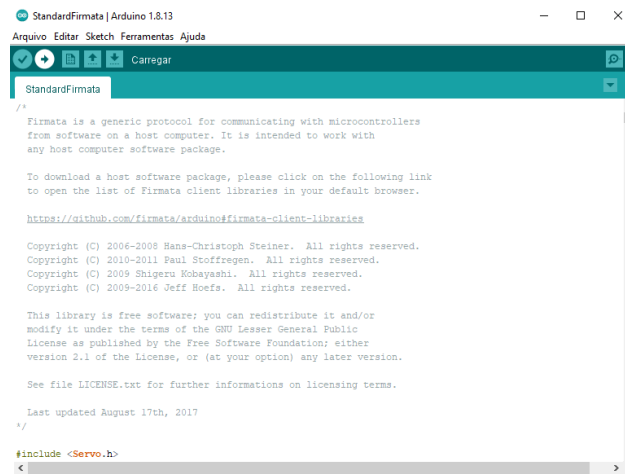 StandardFirmata | Arduino 1.8.13
Arquivo Editar Sketch Ferramentas Ajuda
Carregar
StandardFirmata
/*
Firmata is a generic protocol for communicating with microcontrollers
from software on a host computer. It is intended to work with
any host computer software package.
To download a host software package, please click on the following link
to open the list of Firmata client libraries in your default browser.
https://github.com/firmata/arduino#firmata-client-libraries
Copyright (C) 2006-2008 Hans-Christoph Steiner.  All rights reserved.
Copyright (C) 2010-2011 Paul Stoffregen.  All rights reserved.
Copyright (C) 2009 Shigeru Kobayashi.  All rights reserved.
Copyright (C) 2009-2016 Jeff Hoefs.  All rights reserved.
This library is free software; you can redistribute it and/or
modify it under the terms of the GNU Lesser General Public
License as published by the Free Software Foundation; either
version 2.1 of the License, or (at your option) any later version.
See file LICENSE.txt for further informations on licensing terms.
Last updated August 17th, 2017
*/
#include <Servo.h>